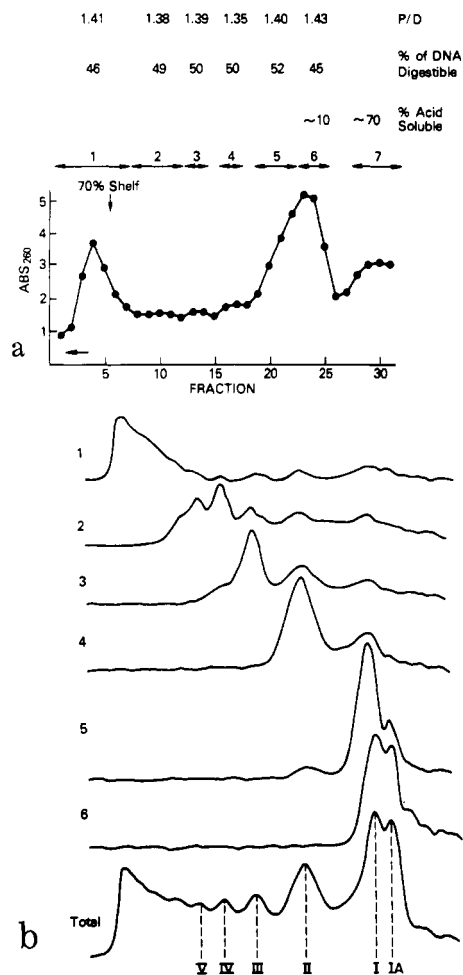 1.41 1.38 1.39 1.35 1.40 1.43 P/D
46 49 50 50 52 45 % of DNA Digestible
~10 ~70 % Acid Soluble
1 2 3 4 5 6 7
70% Shelf
5
4
3
2
1
ABS260
5 10 15 20 25 30
FRACTION
a
1
2
3
4
5
6
Total
b
V IV III II I IA